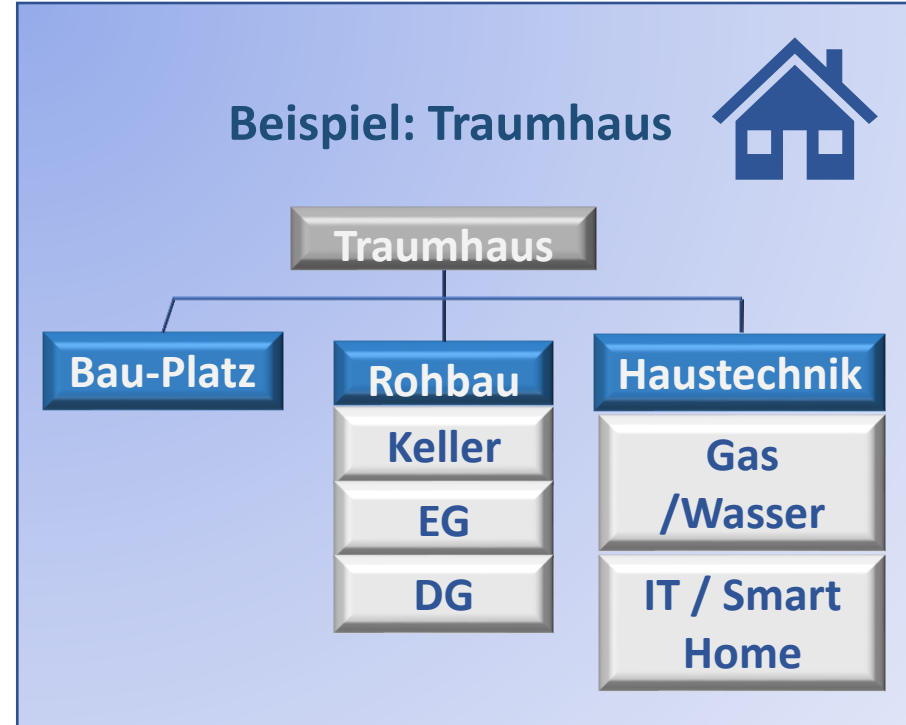 Beispiel: Traumhaus
Traumhaus
Bau-Platz
Rohbau
Keller
EG
DG
Haustechnik
Gas
/Wasser
IT / Smart
Home